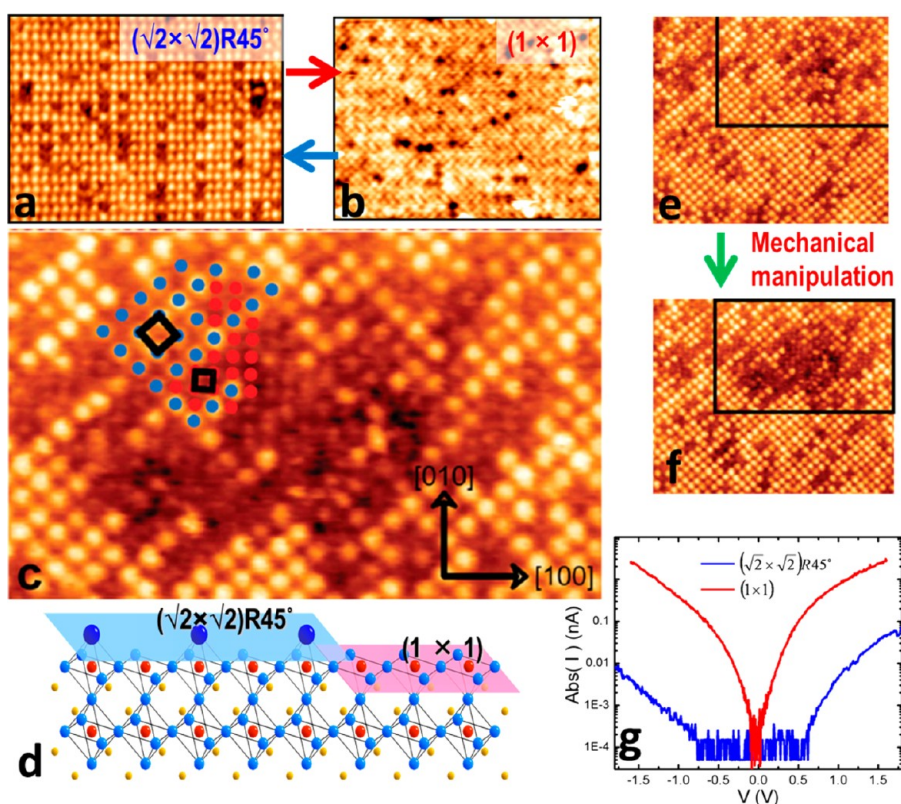 (√2×√2)R45°
(1 × 1)
a
b
e
Mechanical
manipulation
f
[010]
[100]
c
(√2×√2)R45°
(1 × 1)
d
(√2 × √2)R45°
(1×1)
Abs( I ) (nA)
0.1
0.01
1E-3
1E-4
g
-1.5
-1.0
-0.5
0.0
0.5
1.0
1.5
V (V)